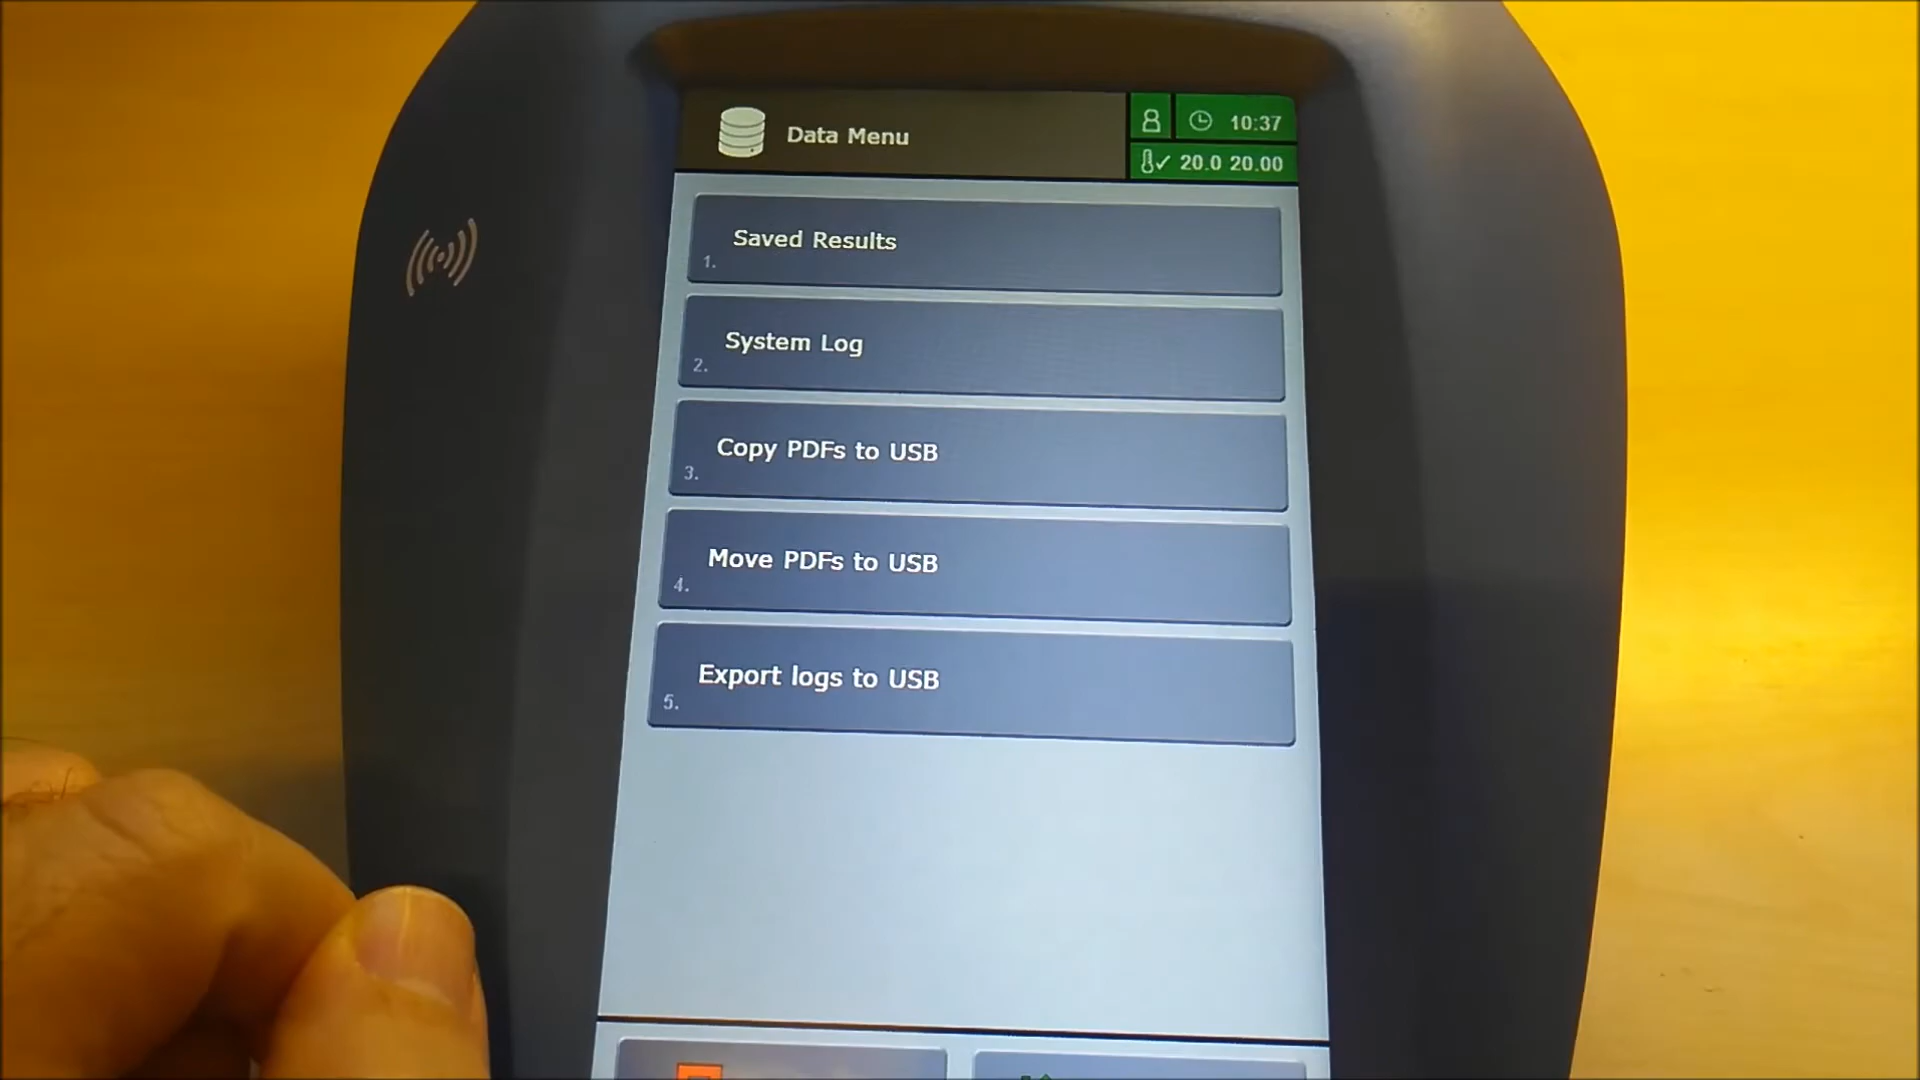 Data Menu
10:37
20.0 20.00
Saved Results
1.
System Log
2.
Copy PDFs to USB
3.
Move PDFs to USB
4.
Export logs to USB
5.